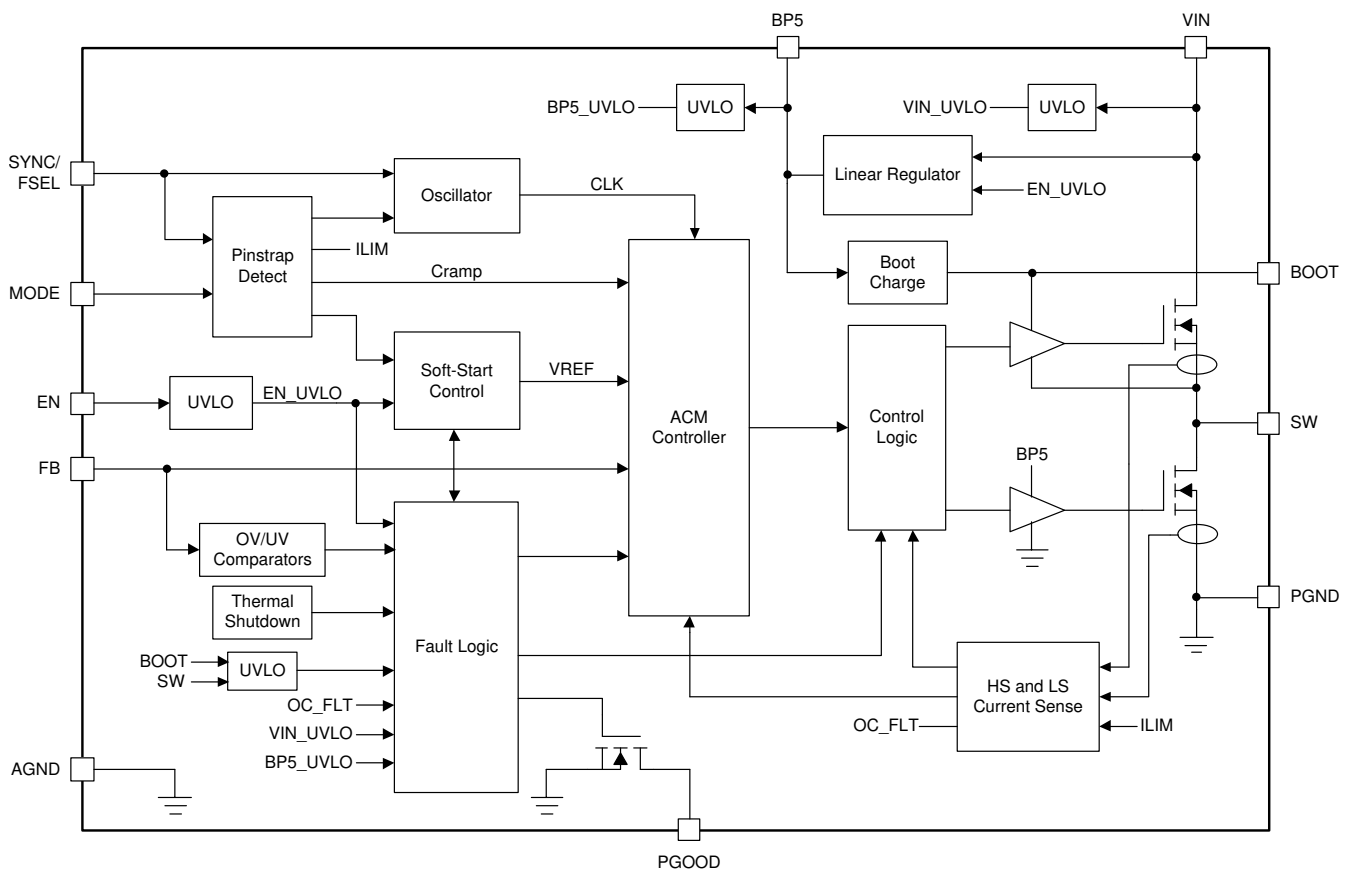 BP5
VIN
BP5_UVLO
UVLO
VIN_UVLO
UVLO
SYNC/
FSEL
Oscillator
CLK
Linear Regulator
EN_UVLO
Pinstrap
Detect
ILIM
Cramp
Boot
Charge
BOOT
MODE
Soft-Start
Control
VREF
EN
UVLO
EN_UVLO
ACM
Controller
Control
Logic
SW
FB
BP5
OV/UV
Comparators
Thermal
Shutdown
Fault Logic
PGND
BOOT
SW
UVLO
OC_FLT
VIN_UVLO
BP5_UVLO
HS and LS
Current Sense
OC_FLT
ILIM
AGND
PGOOD